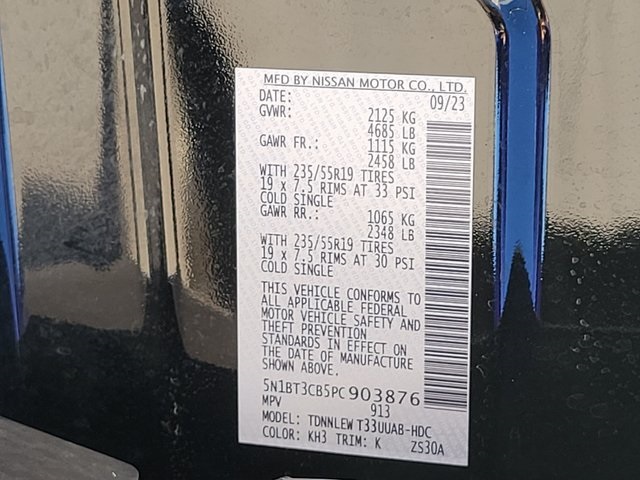 MFD BY NISSAN MOTOR CO., LTD.
DATE: 09/23
GVWR: 2125 KG
4685 LB
GAWR FR.: 1115 KG
2458 LB
WITH 235/55R19 TIRES
19 x 7.5 RIMS AT 33 PSI
COLD SINGLE
GAWR RR.: 1065 KG
2348 LB
WITH 235/55R19 TIRES
19 x 7.5 RIMS AT 30 PSI
COLD SINGLE
THIS VEHICLE CONFORMS TO
ALL APPLICABLE FEDERAL
MOTOR VEHICLE SAFETY AND
THEFT PREVENTION
STANDARDS IN EFFECT ON
THE DATE OF MANUFACTURE
SHOWN ABOVE.
5N1BT3CB5PC903876
MPV 913
MODEL: TDNNLEW T33UUAB-HDC
COLOR: KH3 TRIM: K ZS30A